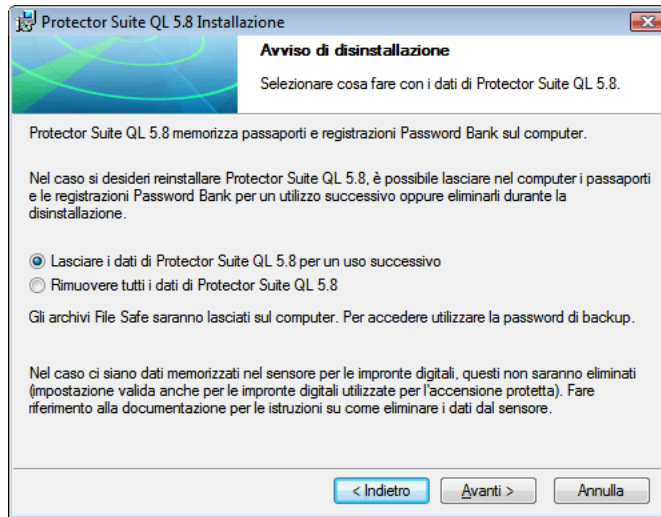 Protector Suite QL 5.8 Installazione
Avviso di disinstallazione
Selezionare cosa fare con i dati di Protector Suite QL 5.8.
Protector Suite QL 5.8 memorizza passaporti e registrazioni Password Bank sul computer.
Nel caso si desideri reinstallare Protector Suite QL 5.8, è possibile lasciare nel computer i passaporti
e le registrazioni Password Bank per un utilizzo successivo oppure eliminarli durante la
disinstallazione.
Lasciare i dati di Protector Suite QL 5.8 per un uso successivo
Rimuovere tutti i dati di Protector Suite QL 5.8
Gli archivi File Safe saranno lasciati sul computer. Per accedere utilizzare la password di backup.
Nel caso ci siano dati memorizzati nel sensore per le impronte digitali, questi non saranno eliminati
(impostazione valida anche per le impronte digitali utilizzate per l'accensione protetta). Fare
riferimento alla documentazione per le istruzioni su come eliminare i dati dal sensore.
< Indietro Avanti > Annulla